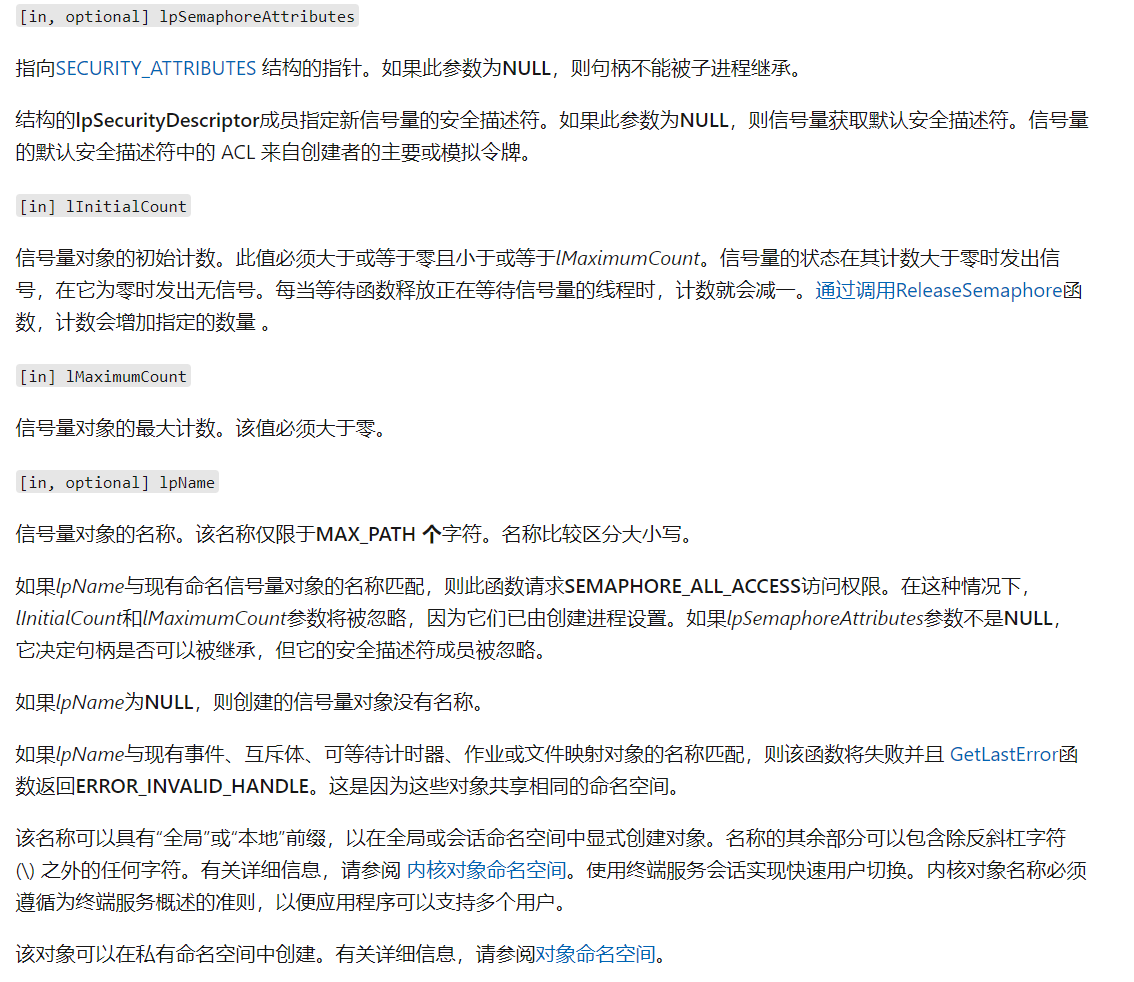 [in, optional] lpSemaphoreAttributes
指向SECURITY_ATTRIBUTES 结构的指针。如果此参数为NULL，则句柄不能被子进程继承。
结构的lpSecurityDescriptor成员指定新信号量的安全描述符。如果此参数为NULL，则信号量获取默认安全描述符。信号量
的默认安全描述符中的 ACL 来自创建者的主要或模拟令牌。
[in] lInitialCount
信号量对象的初始计数。此值必须大于或等于零且小于或等于lMaximumCount。信号量的状态在其计数大于零时发出信
号，在它为零时发出无信号。每当等待函数释放正在等待信号量的线程时，计数就会减一。通过调用ReleaseSemaphore函
数，计数会增加指定的数量 。
[in] lMaximumCount
信号量对象的最大计数。该值必须大于零。
[in, optional] lpName
信号量对象的名称。该名称仅限于MAX_PATH 个字符。名称比较区分大小写。
如果lpName与现有命名信号量对象的名称匹配，则此函数请求SEMAPHORE_ALL_ACCESS访问权限。在这种情况下，
lInitialCount和lMaximumCount参数将被忽略，因为它们已由创建进程设置。如果lpSemaphoreAttributes参数不是NULL，
它决定句柄是否可以被继承，但它的安全描述符成员被忽略。
如果lpName为NULL，则创建的信号量对象没有名称。
如果lpName与现有事件、互斥体、可等待计时器、作业或文件映射对象的名称匹配，则该函数将失败并且 GetLastError函
数返回ERROR_INVALID_HANDLE。这是因为这些对象共享相同的命名空间。
该名称可以具有“全局”或“本地”前缀，以在全局或会话命名空间中显式创建对象。名称的其余部分可以包含除反斜杠字符
(\) 之外的任何字符。有关详细信息，请参阅 内核对象命名空间。使用终端服务会话实现快速用户切换。内核对象名称必须
遵循为终端服务概述的准则，以便应用程序可以支持多个用户。
该对象可以在私有命名空间中创建。有关详细信息，请参阅对象命名空间。